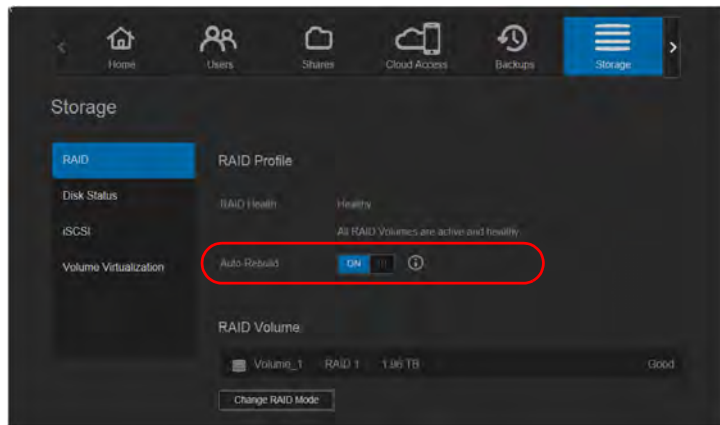 Home Users Shares Cloud Access Backups Storage
Storage
RAID
Disk Status
iSCSI
Volume Virtualization
RAID Profile
RAID Health Healthy
All RAID Volumes are active and healthy.
Auto Rebuild ON
RAID Volume
Volume_1 RAID 1 1.96 TB Good
Change RAID Mode